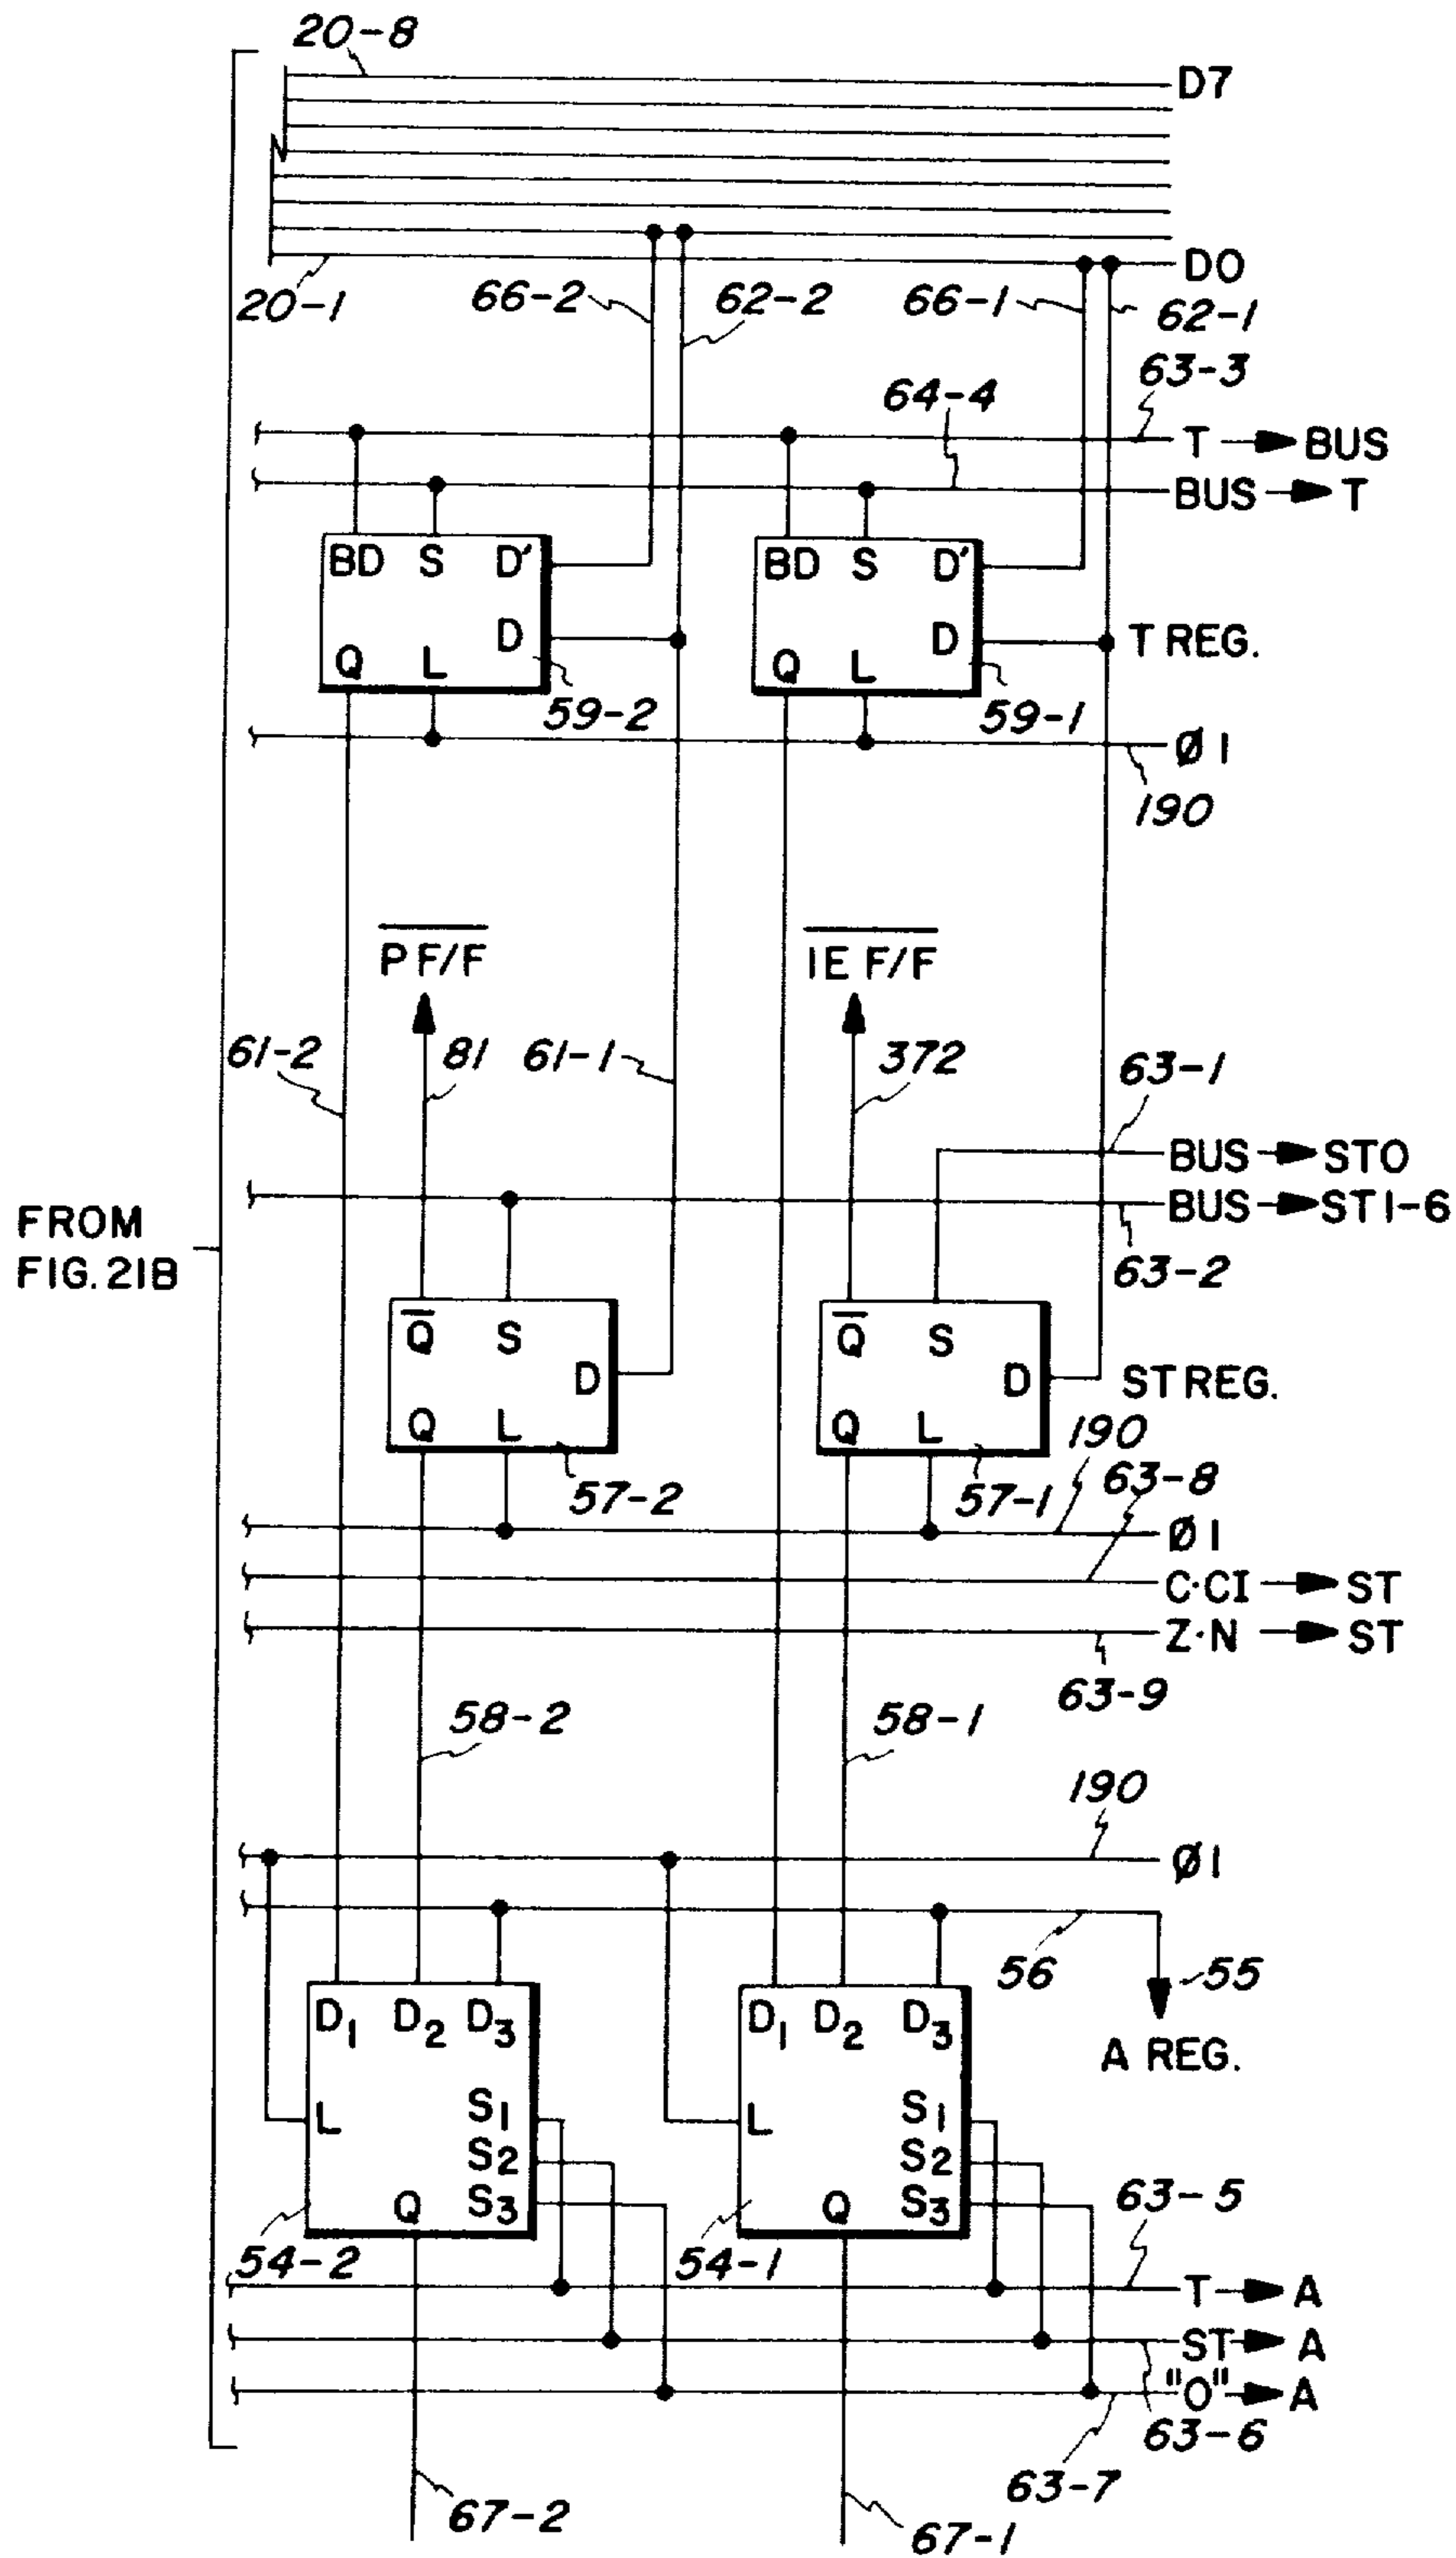 20-8
D7
D0
20-1
66-2
62-2
66-1
62-1
63-3
64-4
T → BUS
BUS → T
BD S D'
D
Q L
BD S D'
D
Q L
T REG.
59-2
59-1
Ø1
190
P F/F
IE F/F
61-2
81
61-1
372
63-1
BUS → ST0
BUS → ST1-6
FROM
FIG. 21B
63-2
Q S
D
Q L
Q S
D
Q L
ST REG.
190
57-2
57-1
63-8
Ø1
C·CI → ST
Z·N → ST
63-9
58-2
58-1
190
Ø1
56
55
A REG.
D1 D2 D3
L
S1
S2
S3
Q
D1 D2 D3
L
S1
S2
S3
Q
54-2
54-1
63-5
T → A
ST → A
"0" → A
63-6
63-7
67-2
67-1